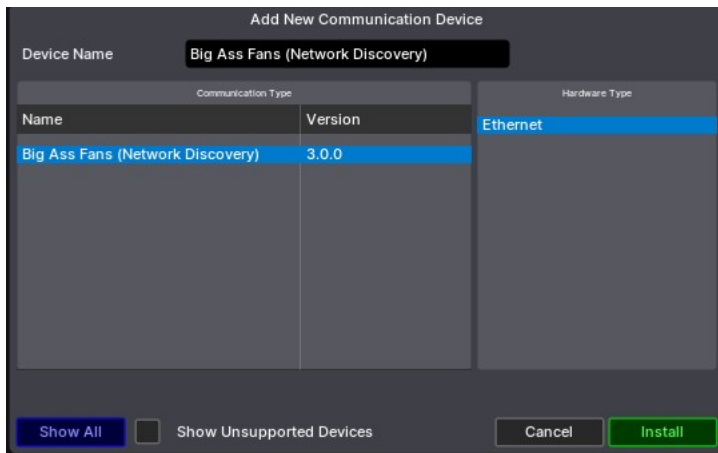 Add New Communication Device
Device Name
Big Ass Fans (Network Discovery)
Communication Type
Hardware Type
Name
Version
Ethernet
Big Ass Fans (Network Discovery)
3.0.0
Show All
Show Unsupported Devices
Cancel
Install